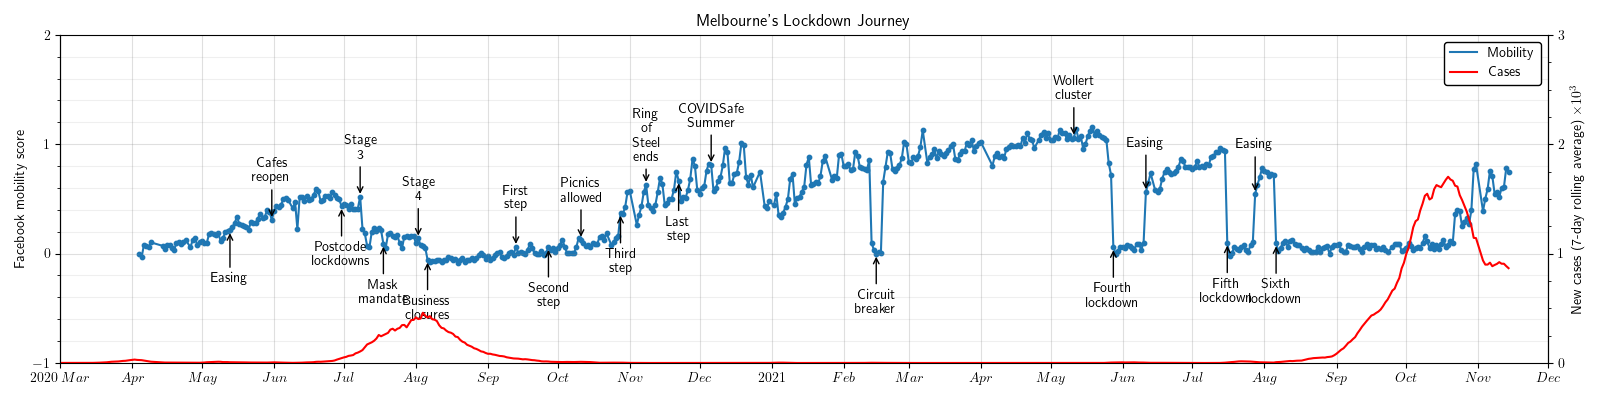 Melbourne's Lockdown Journey
2
3
Mobility
Cases
Wollert
cluster
Ring
of
Steel
ends
COVIDSafe
Summer
Stage
3
1
2
Easing
Easing
Cafes
reopen
Stage
4
First
step
Picnics
allowed
Facebook mobility score
New cases (7-day rolling average) ×10³
Last
step
Postcode
lockdowns
Third
step
0
1
Easing
Mask
mandate
Business
closures
Second
step
Circuit
breaker
Fourth
lockdown
Fifth
lockdown
Sixth
lockdown
−1
0
2020 Mar Apr May Jun Jul Aug Sep Oct Nov Dec 2021 Feb Mar Apr May Jun Jul Aug Sep Oct Nov Dec